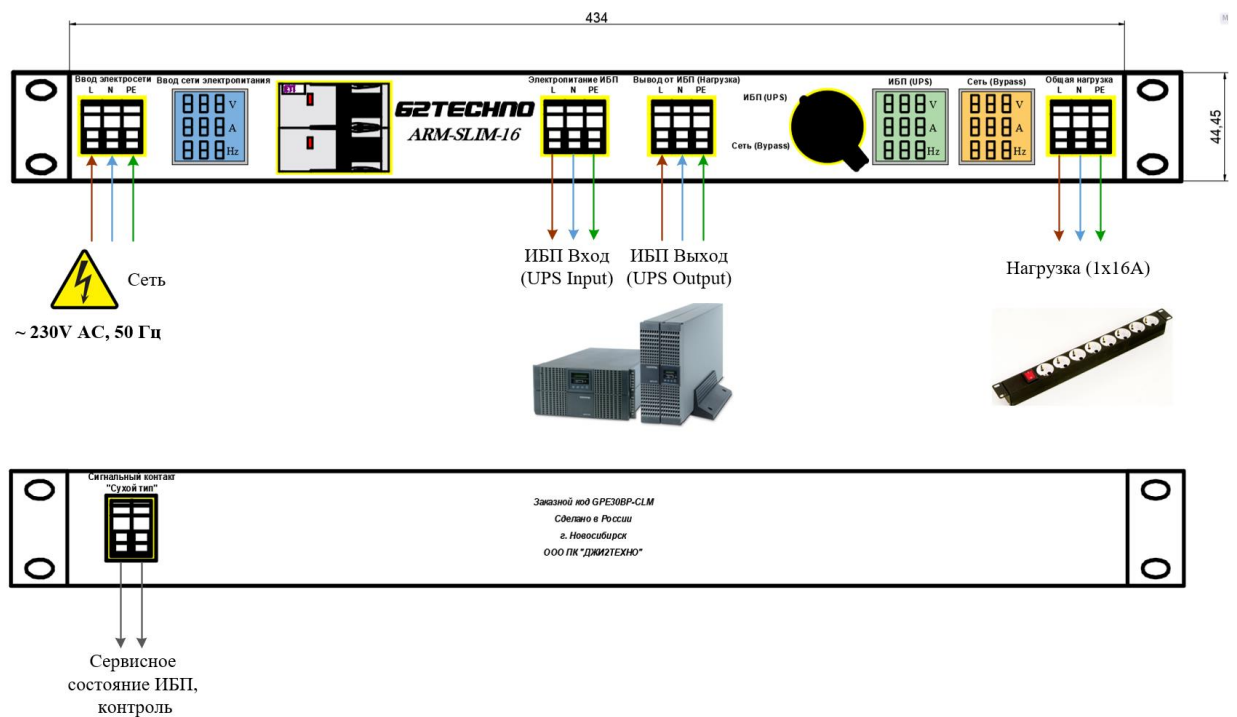 434
M
Ввод электросети
L N PE
Ввод сети электропитания
V
A
Hz
G2TECHNO
ARM-SLIM-16
Электропитание ИБП
L N PE
Вывод от ИБП (Нагрузка)
L N PE
ИБП (UPS)
Сеть (Bypass)
ИБП (UPS)
V
A
Hz
Сеть (Bypass)
V
A
Hz
Общая нагрузка
L N PE
44,45
Сеть
~ 230V AC, 50 Гц
ИБП Вход
(UPS Input)
ИБП Выход
(UPS Output)
Нагрузка (1x16A)
Сигнальный контакт
"Сухой тип"
Заказной код GPE30BP-CLM
Сделано в России
г. Новосибирск
ООО ПК "ДЖИ2ТЕХНО"
Сервисное
состояние ИБП,
контроль